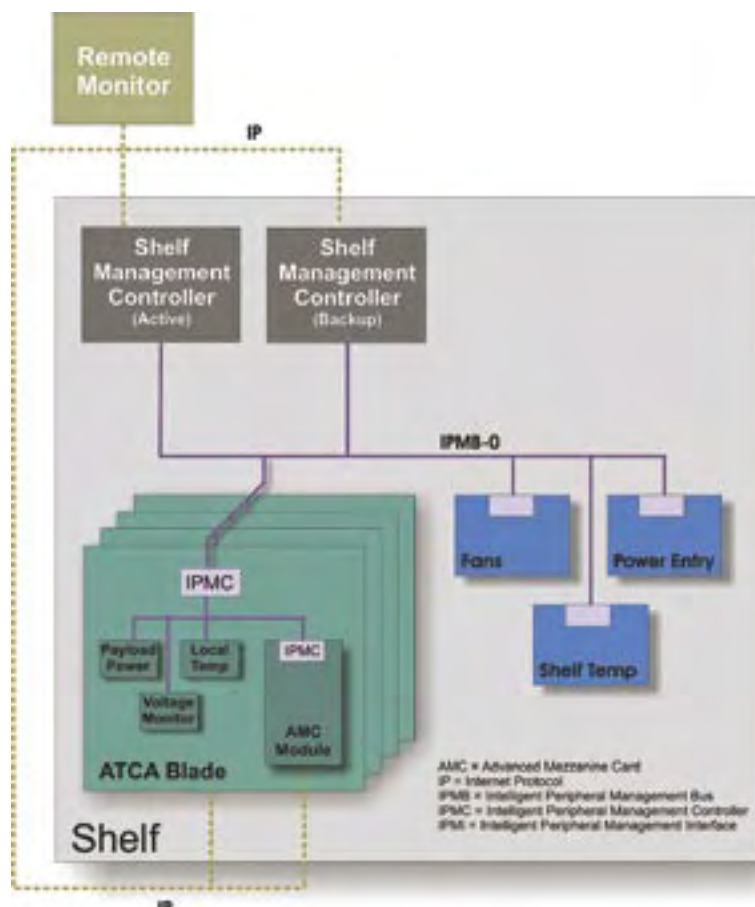 Remote
Monitor
IP
Shelf
Management
Controller
(Active)
Shelf
Management
Controller
(Backup)
IPMB-0
IPMC
Payload
Power
Local
Temp
Voltage
Monitor
IPMC
AMC
Module
ATCA Blade
Fans
Power Entry
Shelf Temp
AMC = Advanced Mezzanine Card
IP = Internet Protocol
IPMB = Intelligent Peripheral Management Bus
IPMC = Intelligent Peripheral Management Controller
IPMI = Intelligent Peripheral Management Interface
Shelf